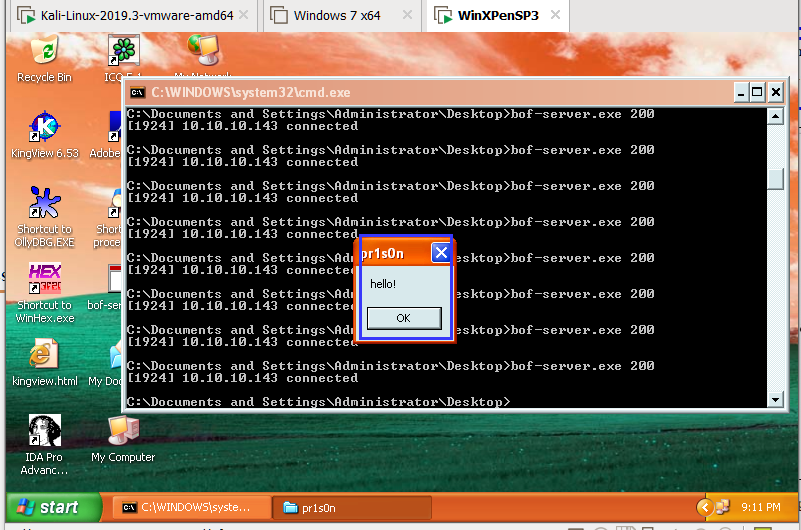 Kali-Linux-2019.3-vmware-amd64
Windows 7 x64
WinXPenSP3
Recycle Bin
KingView 6.53
Adobe
Shortcut to
OllyDBG.EXE
Shortcut to
WinHex.exe
kingview.html
My
IDA Pro
Advanc...
My Computer
C:\WINDOWS\system32\cmd.exe
C:\Documents and Settings\Administrator\Desktop>bof-server.exe 200
[1924] 10.10.10.143 connected
C:\Documents and Settings\Administrator\Desktop>bof-server.exe 200
[1924] 10.10.10.143 connected
C:\Documents and Settings\Administrator\Desktop>bof-server.exe 200
[1924] 10.10.10.143 connected
C:\Documents and Settings\Administrator\Desktop>bof-server.exe 200
[1924] 10.10.10.143 connected
C:\Documents and Settings\Administrator\Desktop>bof-server.exe 200
[1924] 10.10.10.143 connected
C:\Documents and Settings\Administrator\Desktop>bof-server.exe 200
[1924] 10.10.10.143 connected
C:\Documents and Settings\Administrator\Desktop>bof-server.exe 200
[1924] 10.10.10.143 connected
C:\Documents and Settings\Administrator\Desktop>bof-server.exe 200
[1924] 10.10.10.143 connected
C:\Documents and Settings\Administrator\Desktop>
pr1s0n
hello!
OK
start
C:\WINDOWS\syste...
pr1s0n
9:11 PM